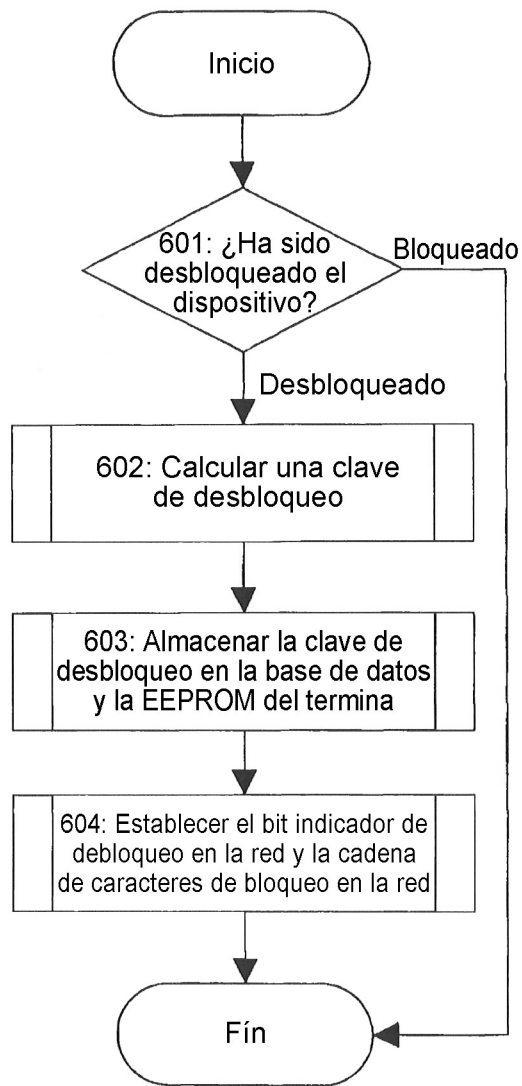 Inicio
601: ¿Ha sido
desbloqueado el
dispositivo?
Bloqueado
Desbloqueado
602: Calcular una clave
de desbloqueo
603: Almacenar la clave de
desbloqueo en la base de datos
y la EEPROM del termina
604: Establecer el bit indicador de
debloqueo en la red y la cadena
de caracteres de bloqueo en la red
Fín